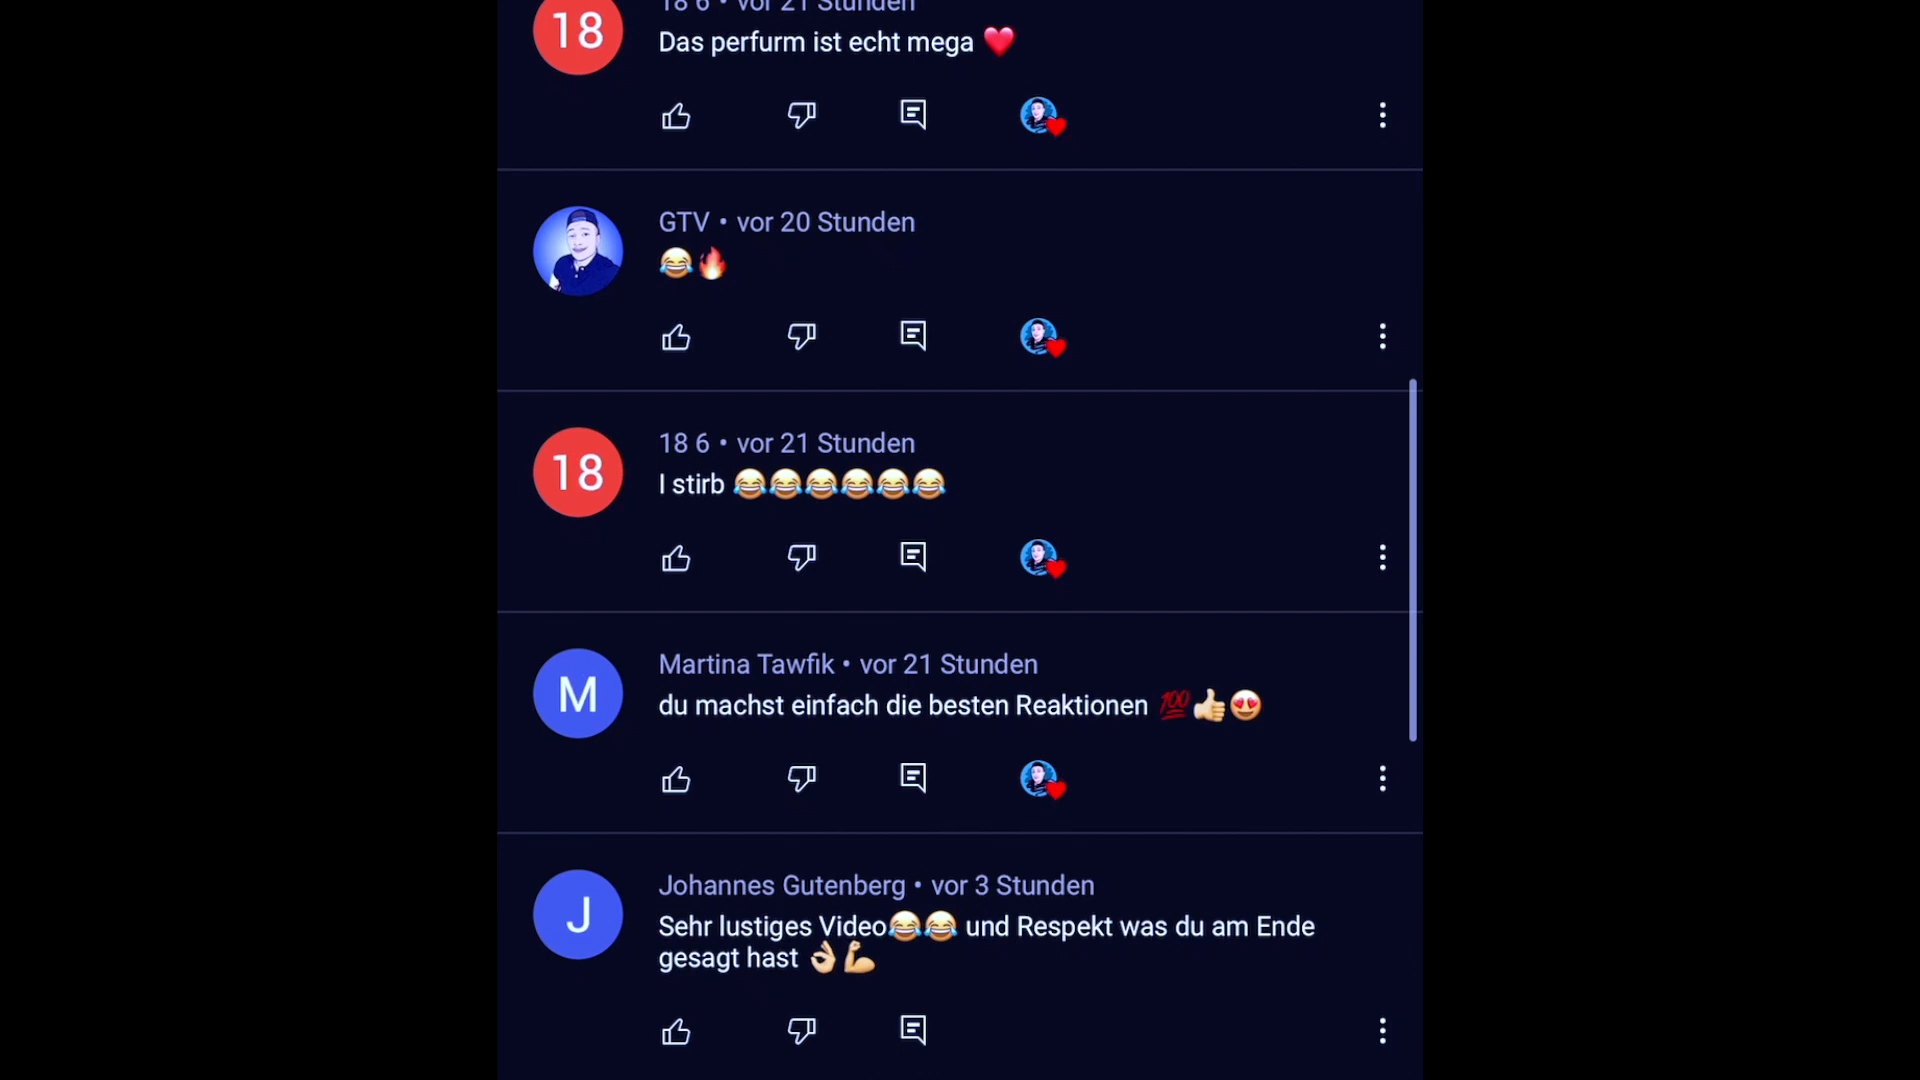 18 6 • vor 21 Stunden
18
Das perfurm ist echt mega ❤️
GTV • vor 20 Stunden
😂🔥
18 6 • vor 21 Stunden
18
I stirb 😂😂😂😂😂😂
Martina Tawfik • vor 21 Stunden
M
du machst einfach die besten Reaktionen 💯👍🏼😍
Johannes Gutenberg • vor 3 Stunden
J
Sehr lustiges Video😂😂 und Respekt was du am Ende
gesagt hast 👌🏼💪🏼